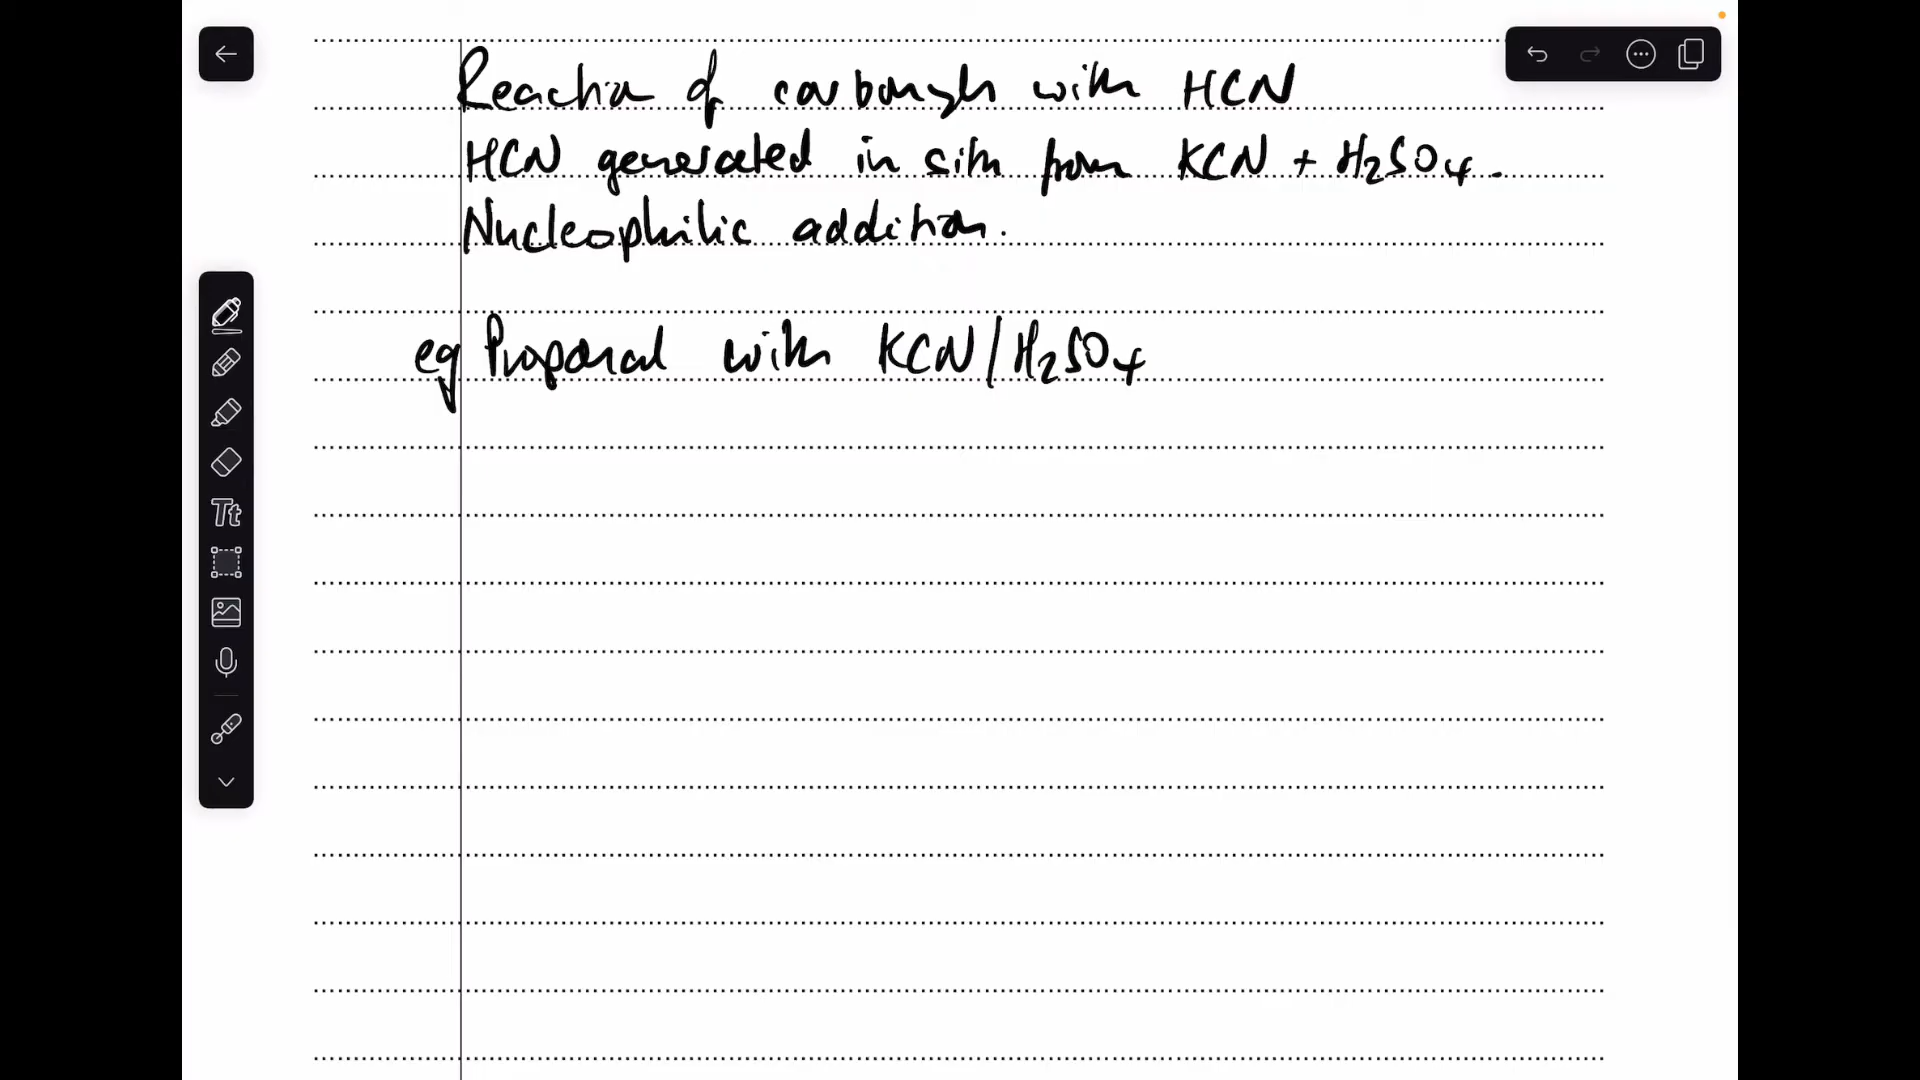 Reaction of carbonyls with HCN
HCN generated in situ from KCN + H₂SO₄.
Nucleophilic addition.
eg Propanal with KCN/H₂SO₄
Tt